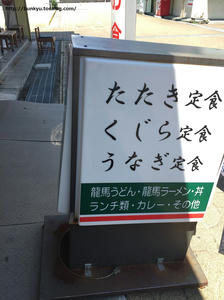 http://bunkyu.tosalog.com/
たたき定食
くじら定食
うなぎ定食
龍馬うどん・龍馬ラーメン・丼
ランチ類・カレー・その他